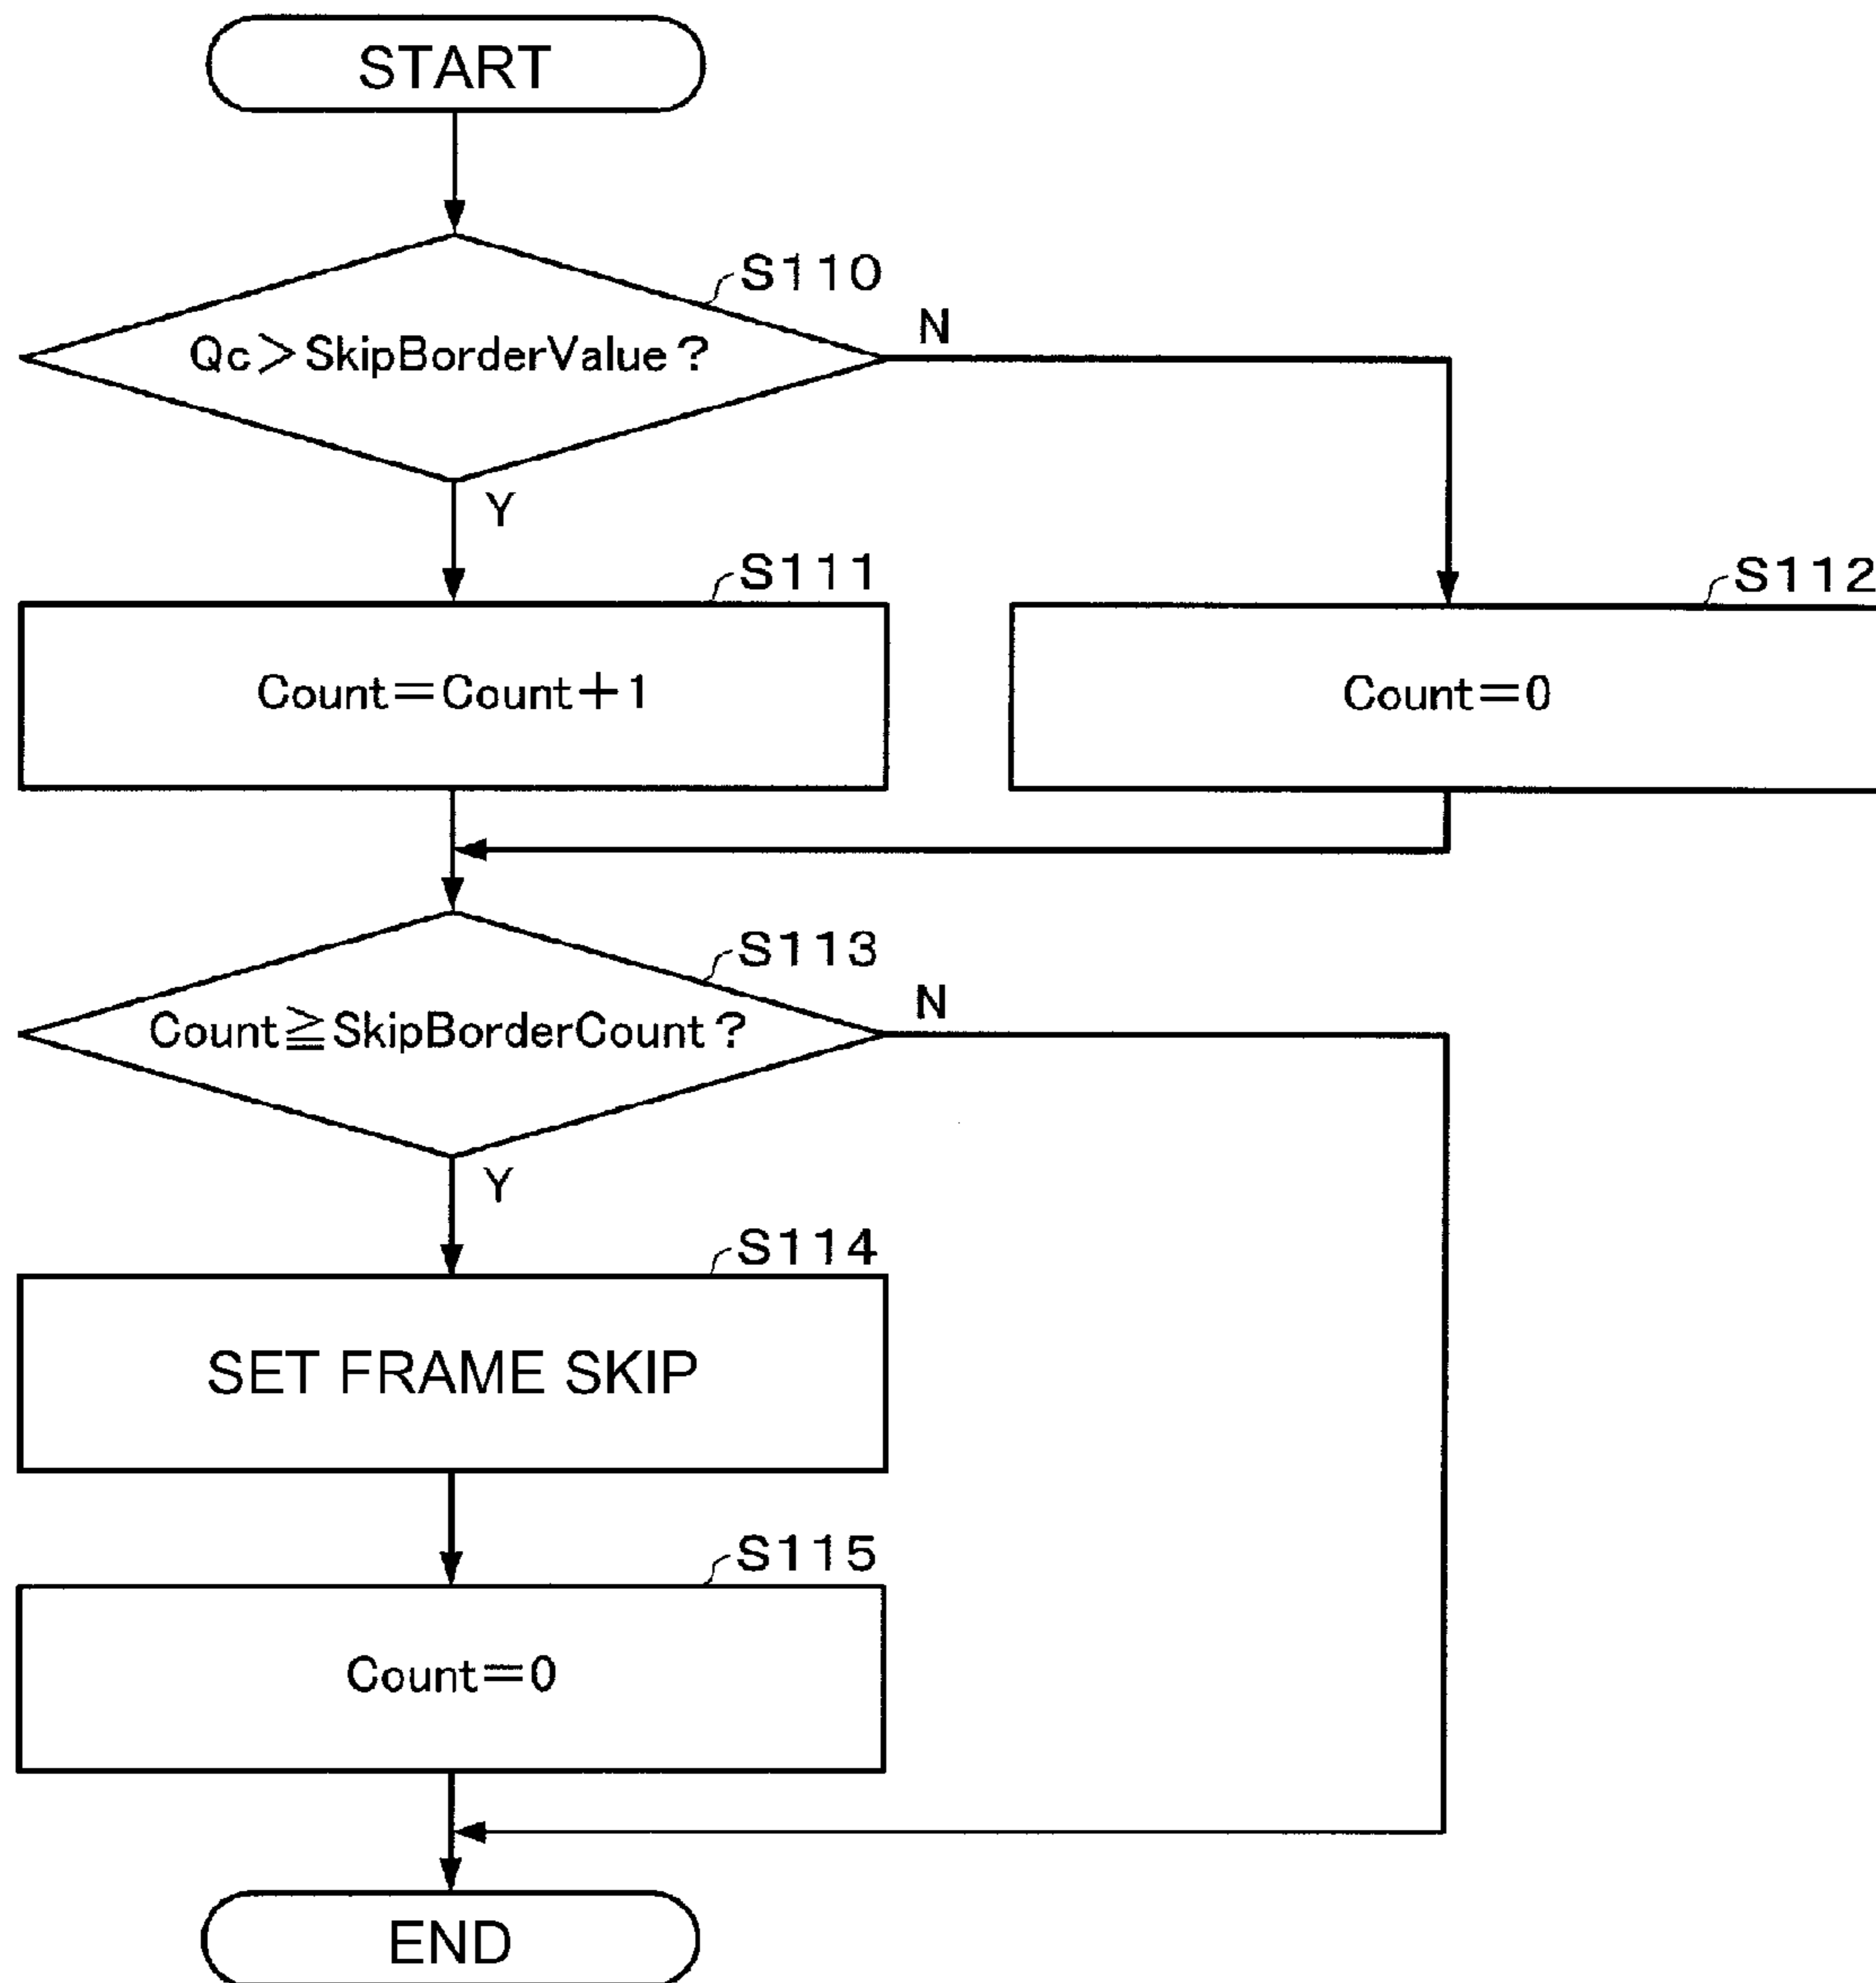 START
S110
Qc＞SkipBorderValue？
N
Y
S111
S112
Count＝Count＋1
Count＝0
S113
Count≧SkipBorderCount？
N
Y
S114
SET FRAME SKIP
S115
Count＝0
END